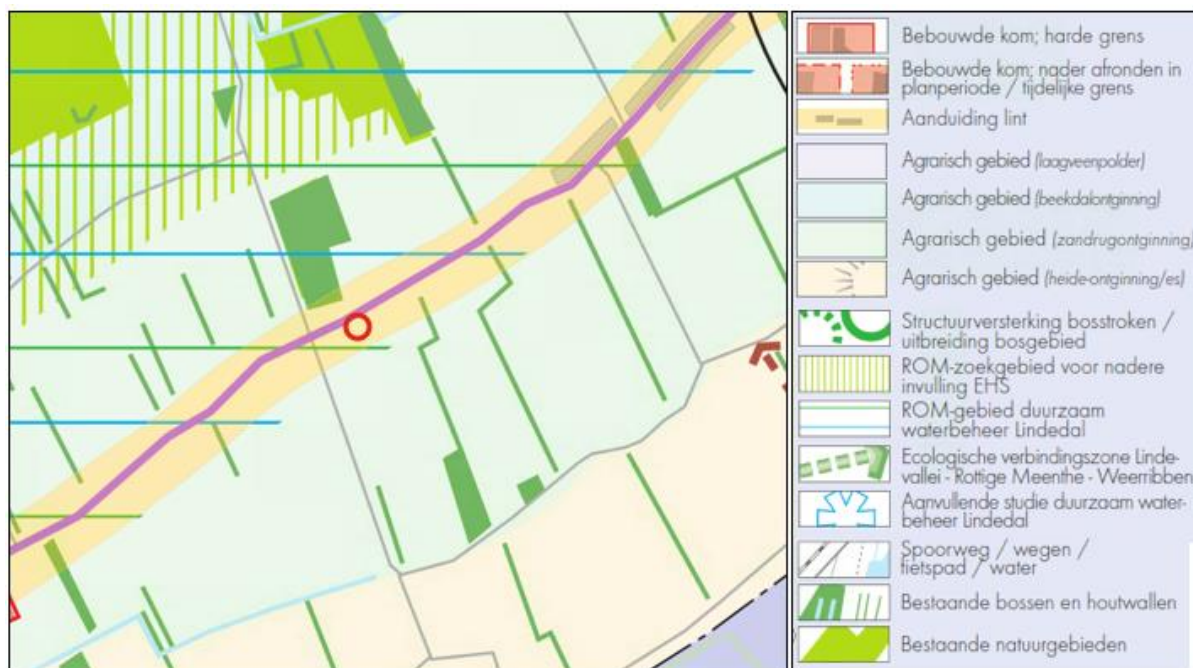 Bebouwde kom; harde grens
Bebouwde kom; nader afronden in
planperiode / tijdelijke grens
Aanduiding lint
Agrarisch gebied (laagveenpolder)
Agrarisch gebied (beekdalontginning)
Agrarisch gebied (zandrugontginning)
Agrarisch gebied (heide-ontginning/es)
Structuurversterking bosstroken /
uitbreiding bosgebied
ROM-zoekgebied voor nadere
invulling EHS
ROM-gebied duurzaam
waterbeheer Lindedal
Ecologische verbindingszone Linde-
vallei - Rottige Meenthe - Weerribben
Aanvullende studie duurzaam water-
beheer Lindedal
Spoorweg / wegen /
fietspad / water
Bestaande bossen en houtwallen
Bestaande natuurgebieden